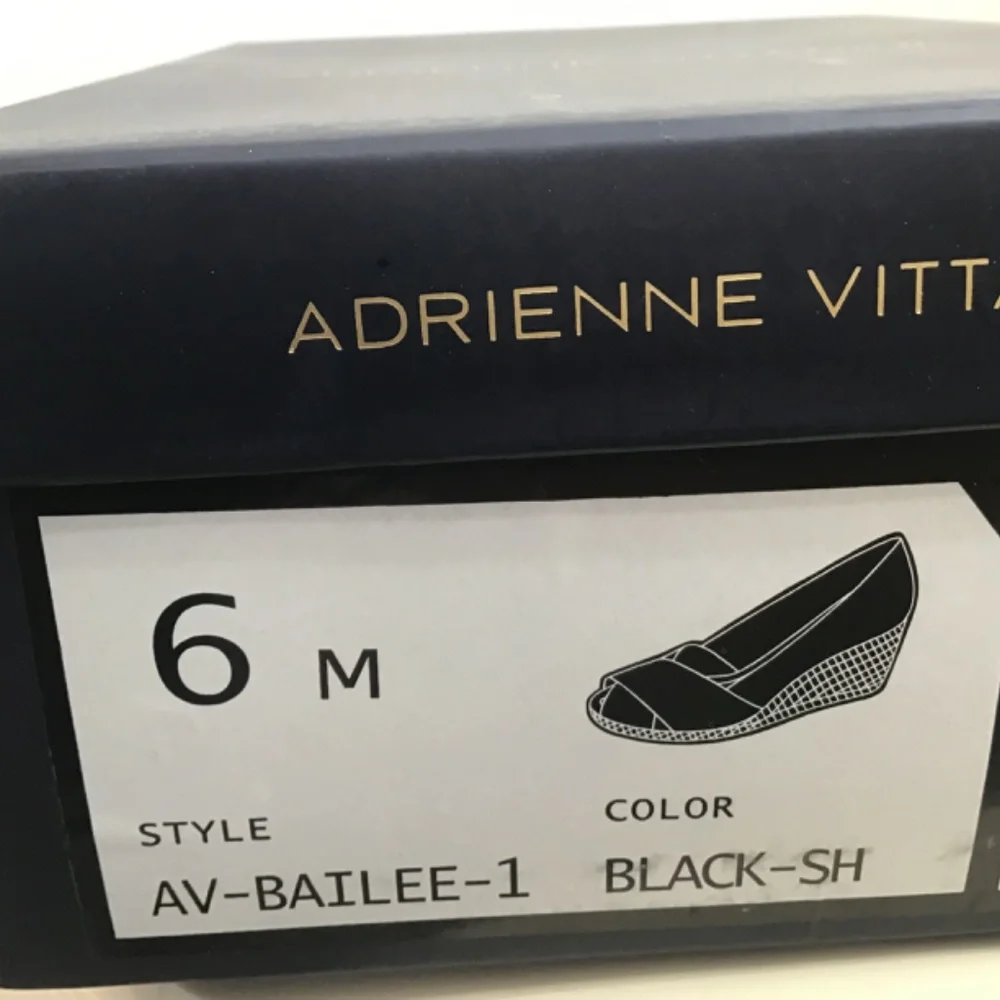 ADRIENNE VITTA
6 M
STYLE
COLOR
AV-BAILEE-1
BLACK-SH